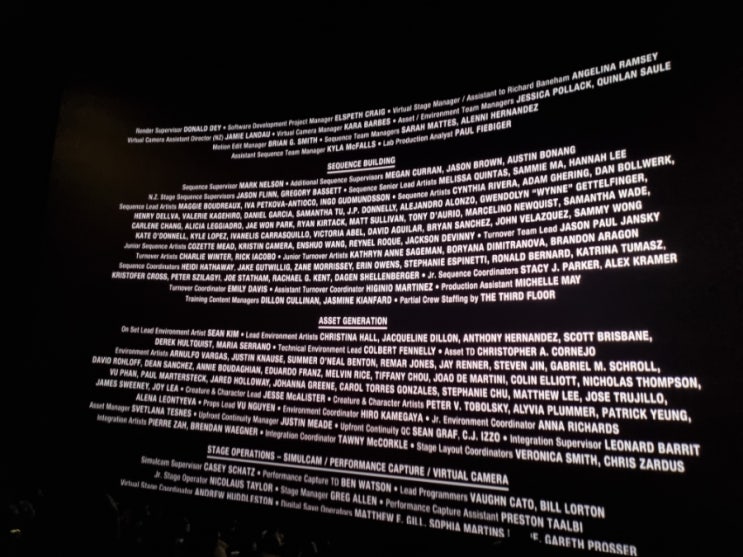 Render Supervisor DONALD DEY • Software Development Project Manager ELSPETH CRAIG • Virtual Stage Manager / Assistant to Richard Baneham ANGELINA RAMSEY
Virtual Camera Assistant Director (NZ) JAMIE LANDAU • Virtual Camera Manager KARA BARBES • Asset / Environment Team Managers JESSICA POLLACK, QUINLAN SAULE
Motion Edit Manager BRIAN G. SMITH • Sequence Team Managers SARAH MATTES, ALENNI HERNANDEZ
Assistant Sequence Team Manager KYLA McFALLS • Lab Production Analyst PAUL FIEBIGER
SEQUENCE BUILDING
Sequence Supervisor MARK NELSON • Additional Sequence Supervisors MEGAN CURRAN, JASON BROWN, AUSTIN BONANG
N.Z. Stage Sequence Supervisors JASON FLINN, GREGORY BASSETT • Sequence Senior Lead Artists MELISSA QUINTAS, SAMMIE MA, HANNAH LEE
Sequence Lead Artists MAGGIE BOUDREAUX, IVA PETKOVA-ANTIOCO, INGO GUDMUNDSSON • Sequence Artists CYNTHIA RIVERA, ADAM GHERING, DAN BOLLWERK,
HENRY DELLVA, VALERIE KAGEHIRO, DANIEL GARCIA, SAMANTHA TU, J.P. DONNELLY, ALEJANDRO ALONZO, GWENDOLYN "WYNNE" GETTELFINGER,
CARLENE CHANG, ALICIA LEGGIADRO, JAE WON PARK, RYAN KIRTACK, MATT SULLIVAN, TONY D'AURIO, MARCELINO NEWQUIST, SAMANTHA WADE,
KATE O'DONNELL, KYLE LOPEZ, IVANELIS CARRASQUILLO, VICTORIA ABEL, DAVID AGUILAR, BRYAN SANCHEZ, JOHN VELAZQUEZ, SAMMY WONG
Junior Sequence Artists COZETTE MEAD, KRISTIN CAMERA, ENSHUO WANG, REYNEL ROQUE, JACKSON DEVINNY • Turnover Team Lead JASON PAUL JANSKY
Turnover Artists CHARLIE WINTER, RICK IACOBO • Junior Turnover Artists KATHRYN ANNE SAGEMAN, BORYANA DIMITRANOVA, BRANDON ARAGON
Sequence Coordinators HEIDI HATHAWAY, JAKE GUTWILLIG, ZANE MORRISSEY, ERIN OWENS, STEPHANIE ESPINETTI, RONALD BERNARD, KATRINA TUMASZ,
KRISTOFER CROSS, PETER SZILAGYI, JOE STATHAM, RACHAEL G. KENT, DAGEN SHELLENBERGER • Jr. Sequence Coordinators STACY J. PARKER, ALEX KRAMER
Turnover Coordinator EMILY DAVIS • Assistant Turnover Coordinator HIGINIO MARTINEZ • Production Assistant MICHELLE MAY
Training Content Managers DILLON CULLINAN, JASMINE KIANFARD • Partial Crew Staffing by THE THIRD FLOOR
ASSET GENERATION
On Set Lead Environment Artist SEAN KIM • Lead Environment Artists CHRISTINA HALL, JACQUELINE DILLON, ANTHONY HERNANDEZ, SCOTT BRISBANE,
DEREK HULTQUIST, MARIA SERRANO • Technical Environment Lead COLBERT FENNELLY • Asset TD CHRISTOPHER A. CORNEJO
Environment Artists ARNULFO VARGAS, JUSTIN KNAUSE, SUMMER O'NEAL BENTON, REMAR JONES, JAY RENNER, STEVEN JIN, GABRIEL M. SCHROLL,
DAVID ROHLOFF, DEAN SANCHEZ, ANNIE BOUDAGHIAN, EDUARDO FRANZ, MELVIN RICE, TIFFANY CHOU, JOAO DE MARTINI, COLIN ELLIOTT, NICHOLAS THOMPSON,
VU PHAN, PAUL MARTERSTECK, JARED HOLLOWAY, JOHANNA GREENE, CAROL TORRES GONZALES, STEPHANIE CHU, MATTHEW LEE, JOSE TRUJILLO,
JAMES SWEENEY, JOY LEA • Creature & Character Lead JESSE McALISTER • Creature & Character Artists PETER V. TOBOLSKY, ALYVIA PLUMMER, PATRICK YEUNG,
ALENA LEONTYEVA • Props Lead VU NGUYEN • Environment Coordinator HIRO KAMEGAYA • Jr. Environment Coordinator ANNA RICHARDS
Asset Manager SVETLANA TESNES • Upfront Continuity Manager JUSTIN MEADE • Upfront Continuity QC SEAN GRAF, C.J. IZZO • Integration Supervisor LEONARD BARRIT
Integration Artists PIERRE ZAH, BRENDAN WAEGNER • Integration Coordinator TAWNY McCORKLE • Stage Layout Coordinators VERONICA SMITH, CHRIS ZARDUS
STAGE OPERATIONS – SIMULCAM / PERFORMANCE CAPTURE / VIRTUAL CAMERA
Simulcam Supervisor CASEY SCHATZ • Performance Capture TD BEN WATSON • Lead Programmers VAUGHN CATO, BILL LORTON
Jr. Stage Operator NICOLAUS TAYLOR • Stage Manager GREG ALLEN • Performance Capture Assistant PRESTON TAALBI
Virtual Stage Coordinator ANDREW HUDDLESTON • Digital Save Operators MATTHEW F. GILL, SOPHIA MARTINS GARETH PROSSER